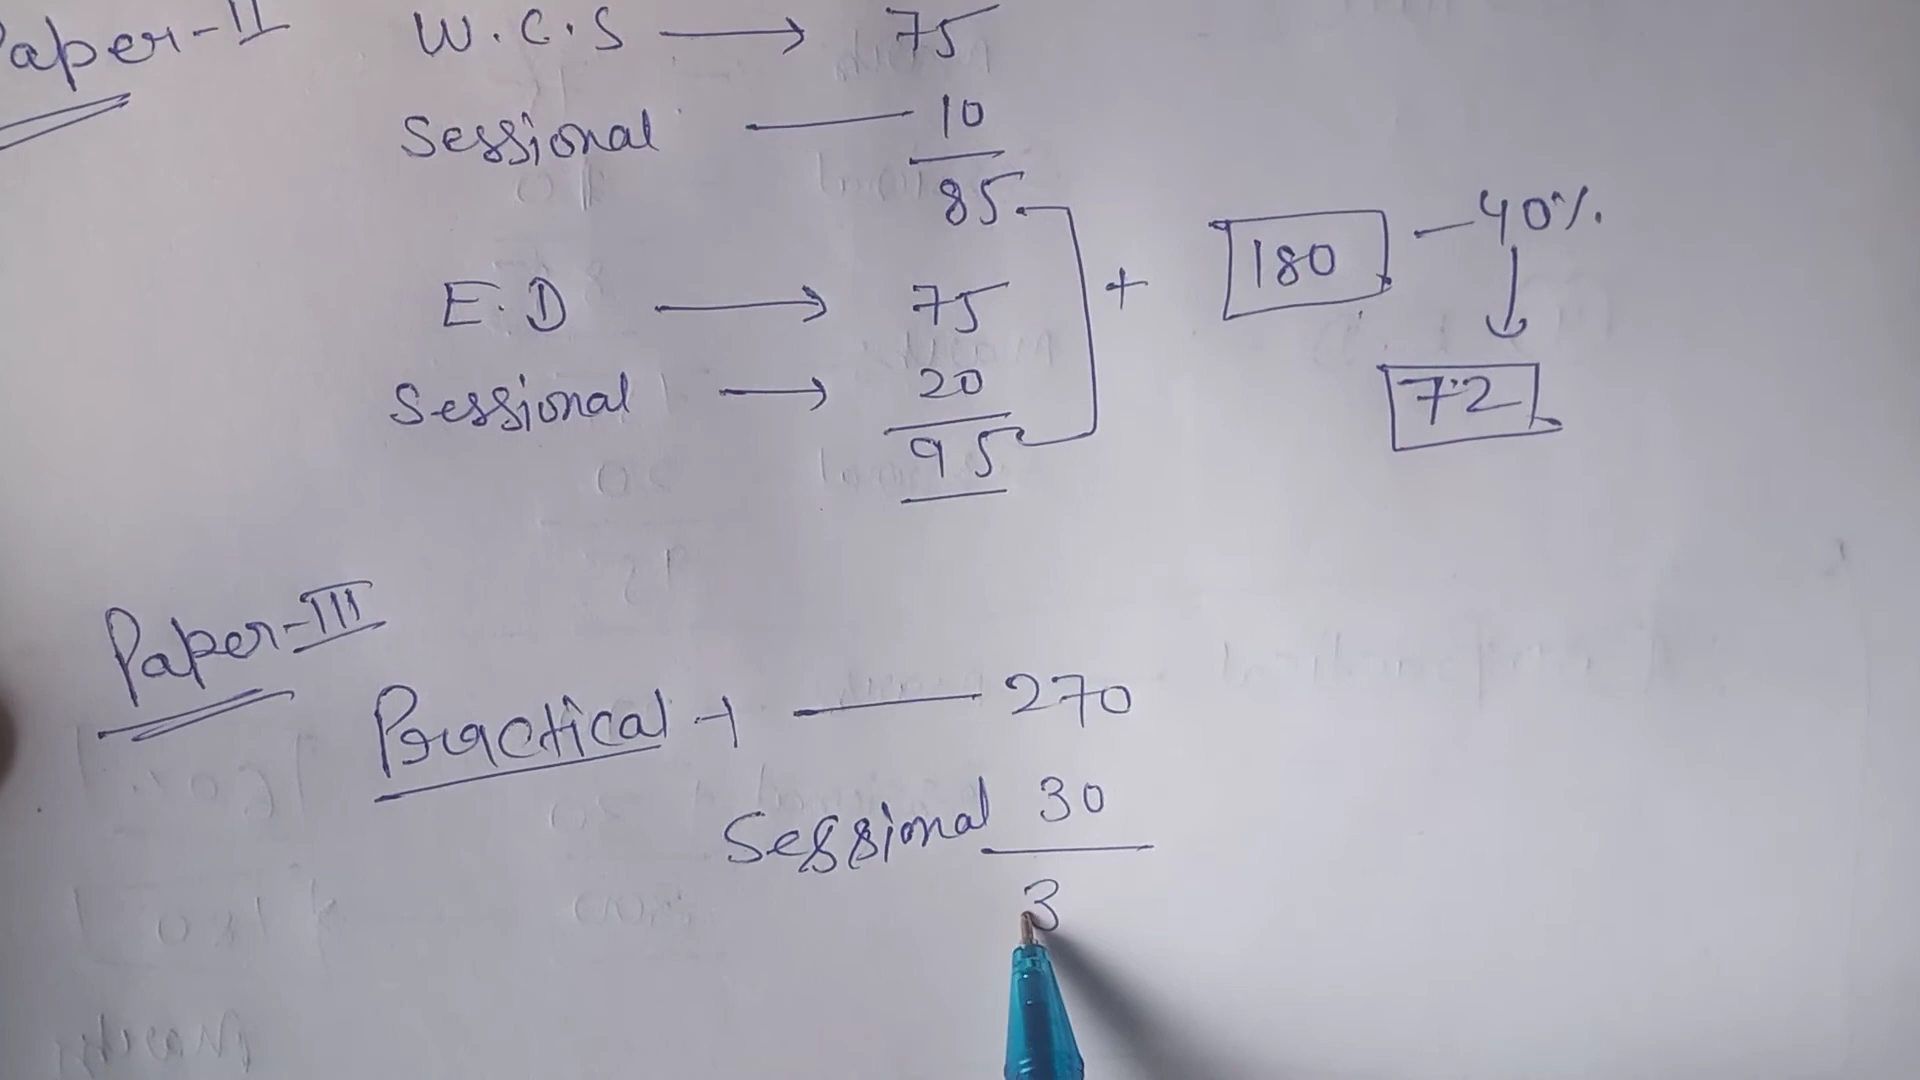 Paper-II W.C.S → 75
Sessional — 10
85
E.D → 75
Sessional → 20
95
+ 180 — 40%
72
Paper-III
Practical + — 270
Sessional 30
3